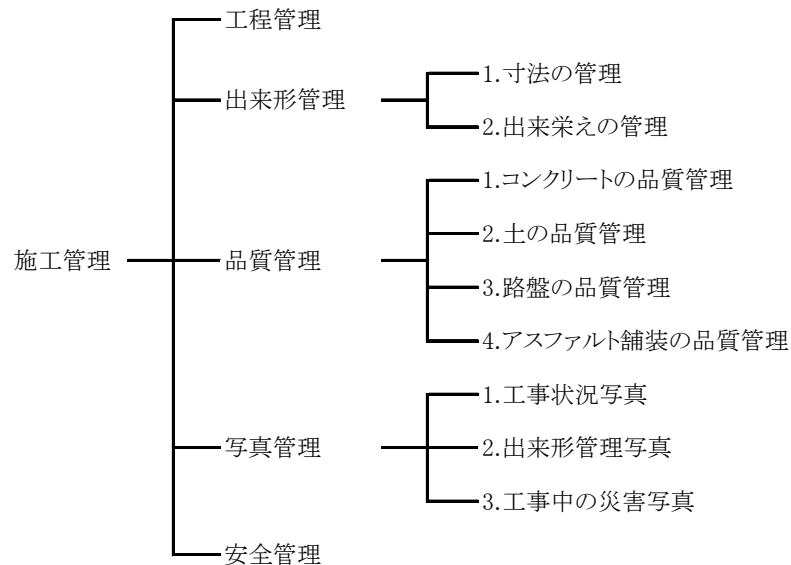 工程管理
出来形管理
1.寸法の管理
2.出来栄えの管理
施工管理
品質管理
1.コンクリートの品質管理
2.土の品質管理
3.路盤の品質管理
4.アスファルト舗装の品質管理
写真管理
1.工事状況写真
2.出来形管理写真
3.工事中の災害写真
安全管理